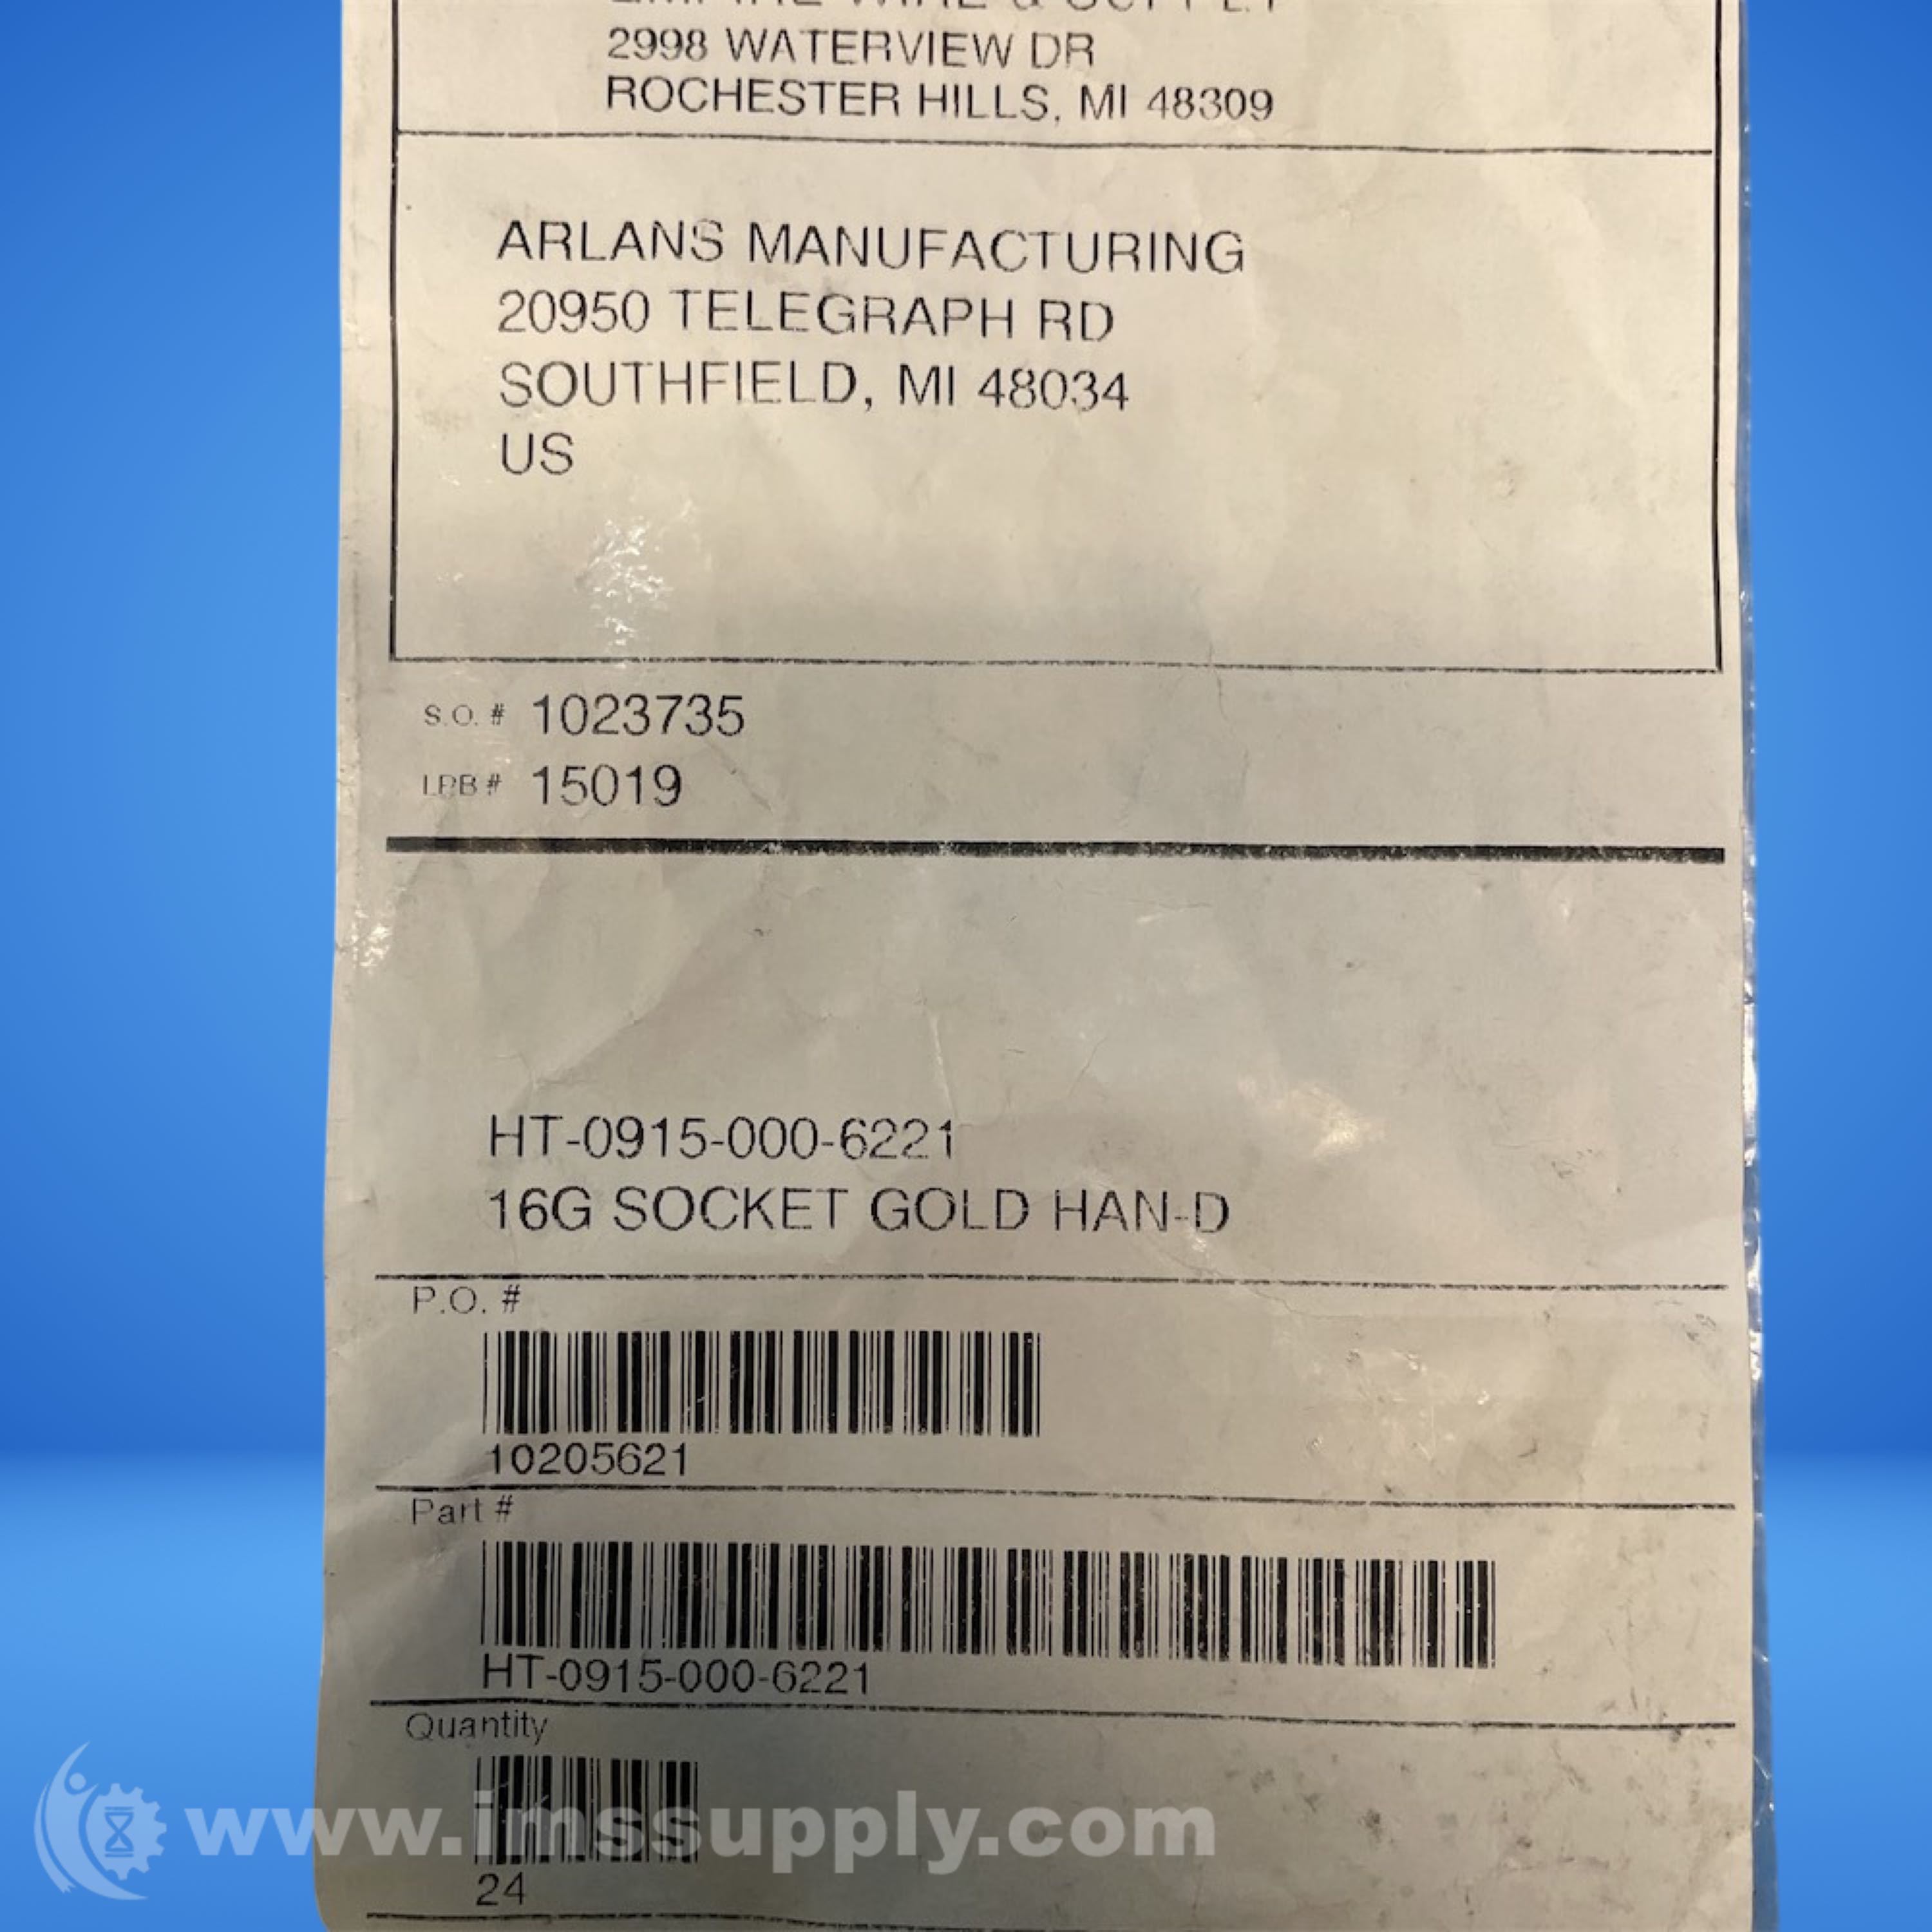 2998 WATERVIEW DR
ROCHESTER HILLS, MI 48309
ARLANS MANUFACTURING
20950 TELEGRAPH RD
SOUTHFIELD, MI 48034
US
S.O. # 1023735
LPB # 15019
HT-0915-000-6221
16G SOCKET GOLD HAN-D
P.O. #
10205621
Part #
HT-0915-000-6221
Quantity
www.imssupply.com
24